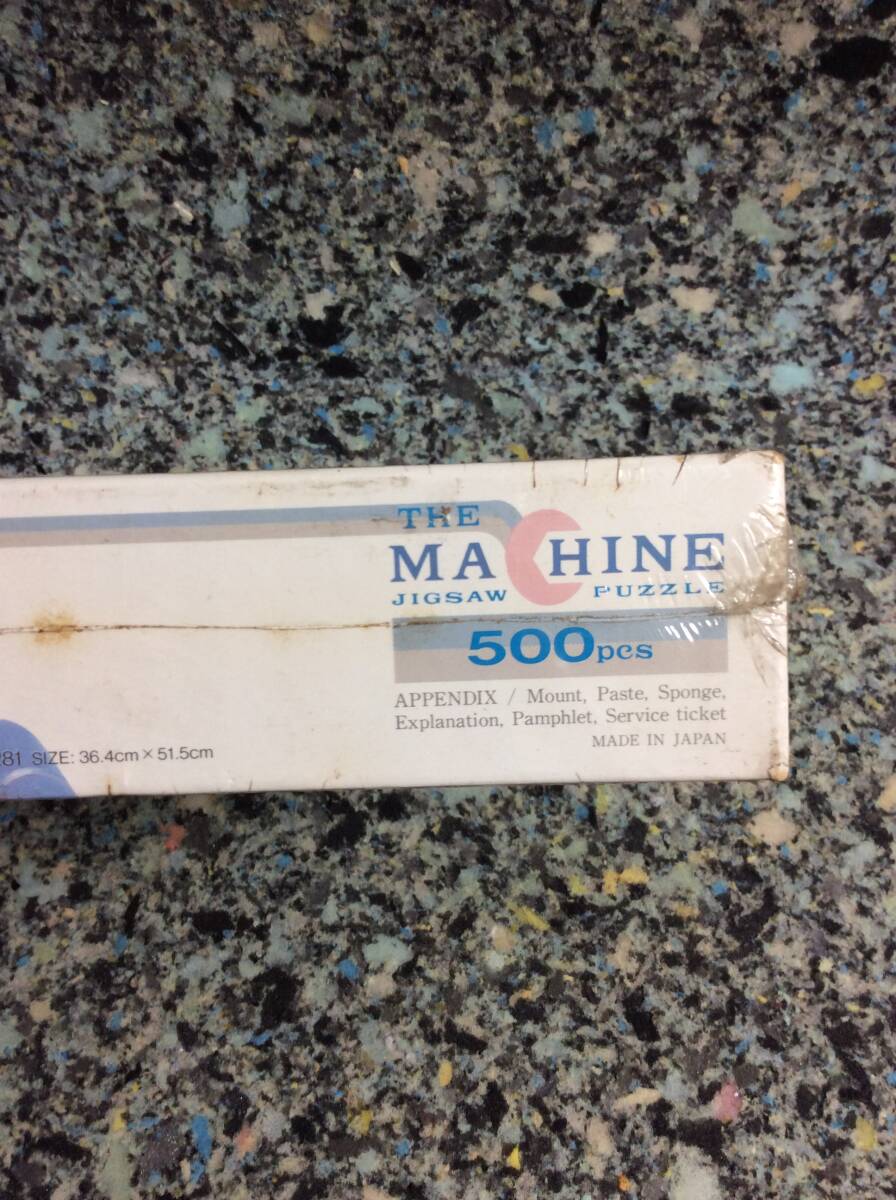 THE
MACHINE
JIGSAW PUZZLE
500pcs
APPENDIX / Mount, Paste, Sponge,
Explanation, Pamphlet, Service ticket
MADE IN JAPAN
281 SIZE: 36.4cm×51.5cm